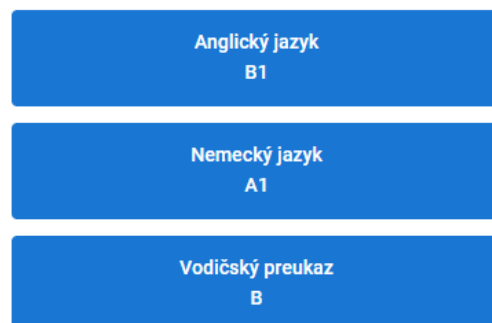 Anglický jazyk
B1
Nemecký jazyk
A1
Vodičský preukaz
B